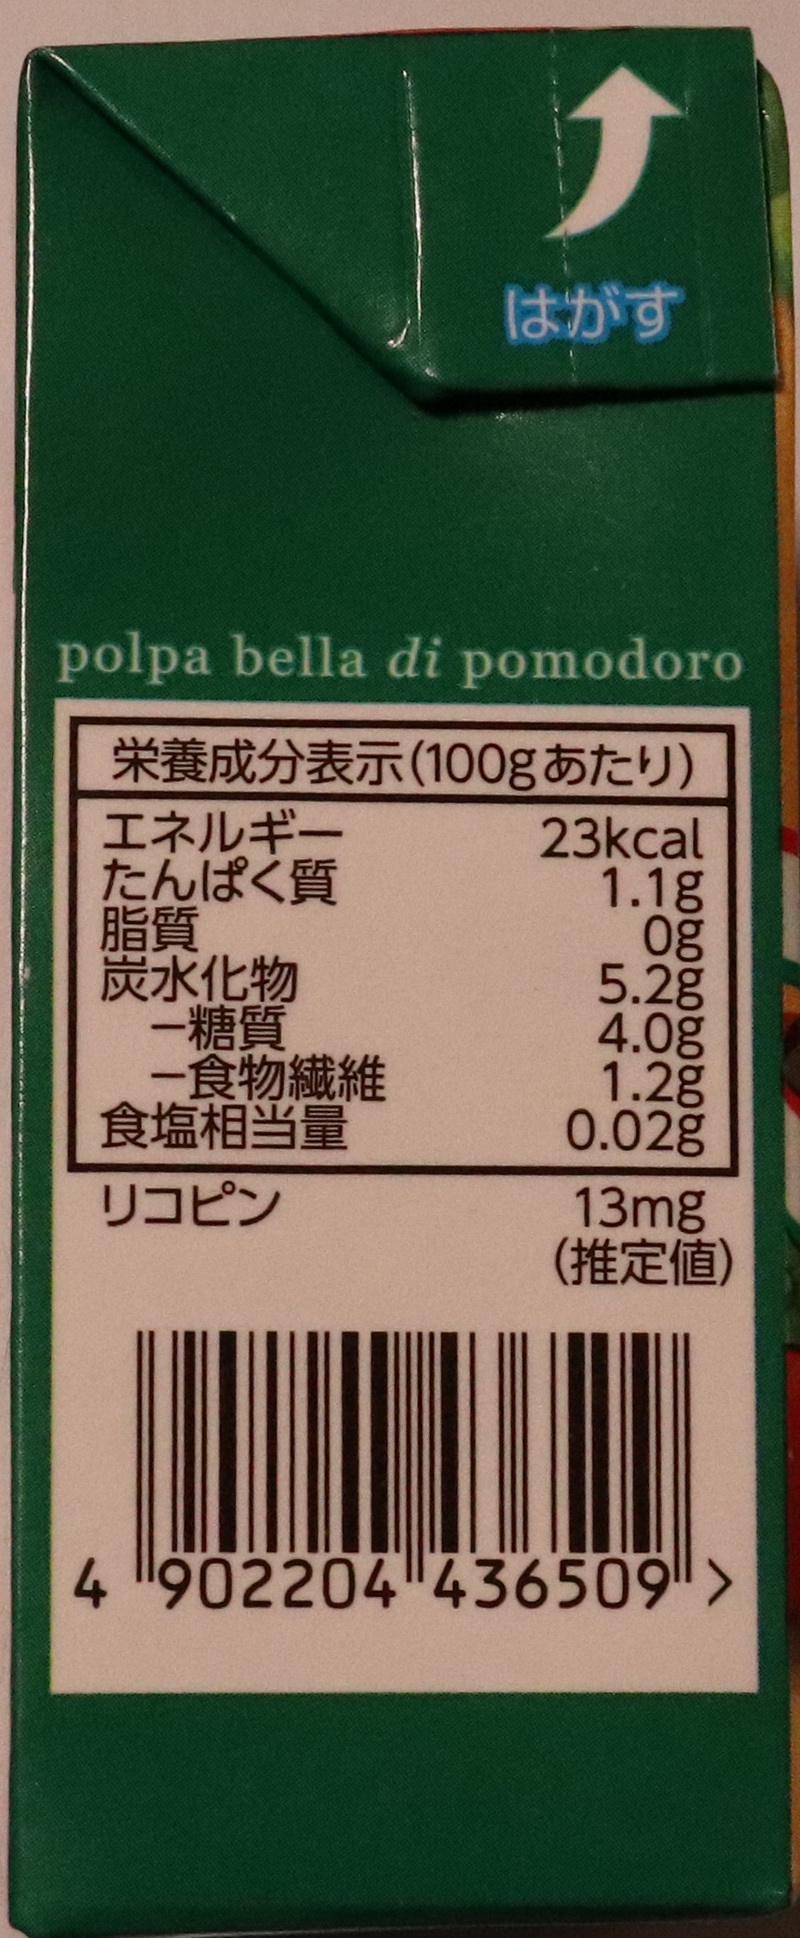 はがす
polpa bella di pomodoro
栄養成分表示(100gあたり)
エネルギー 23kcal
たんぱく質 1.1g
脂質 0g
炭水化物 5.2g
－糖質 4.0g
－食物繊維 1.2g
食塩相当量 0.02g
リコピン 13mg
(推定値)
4 902204 436509 >